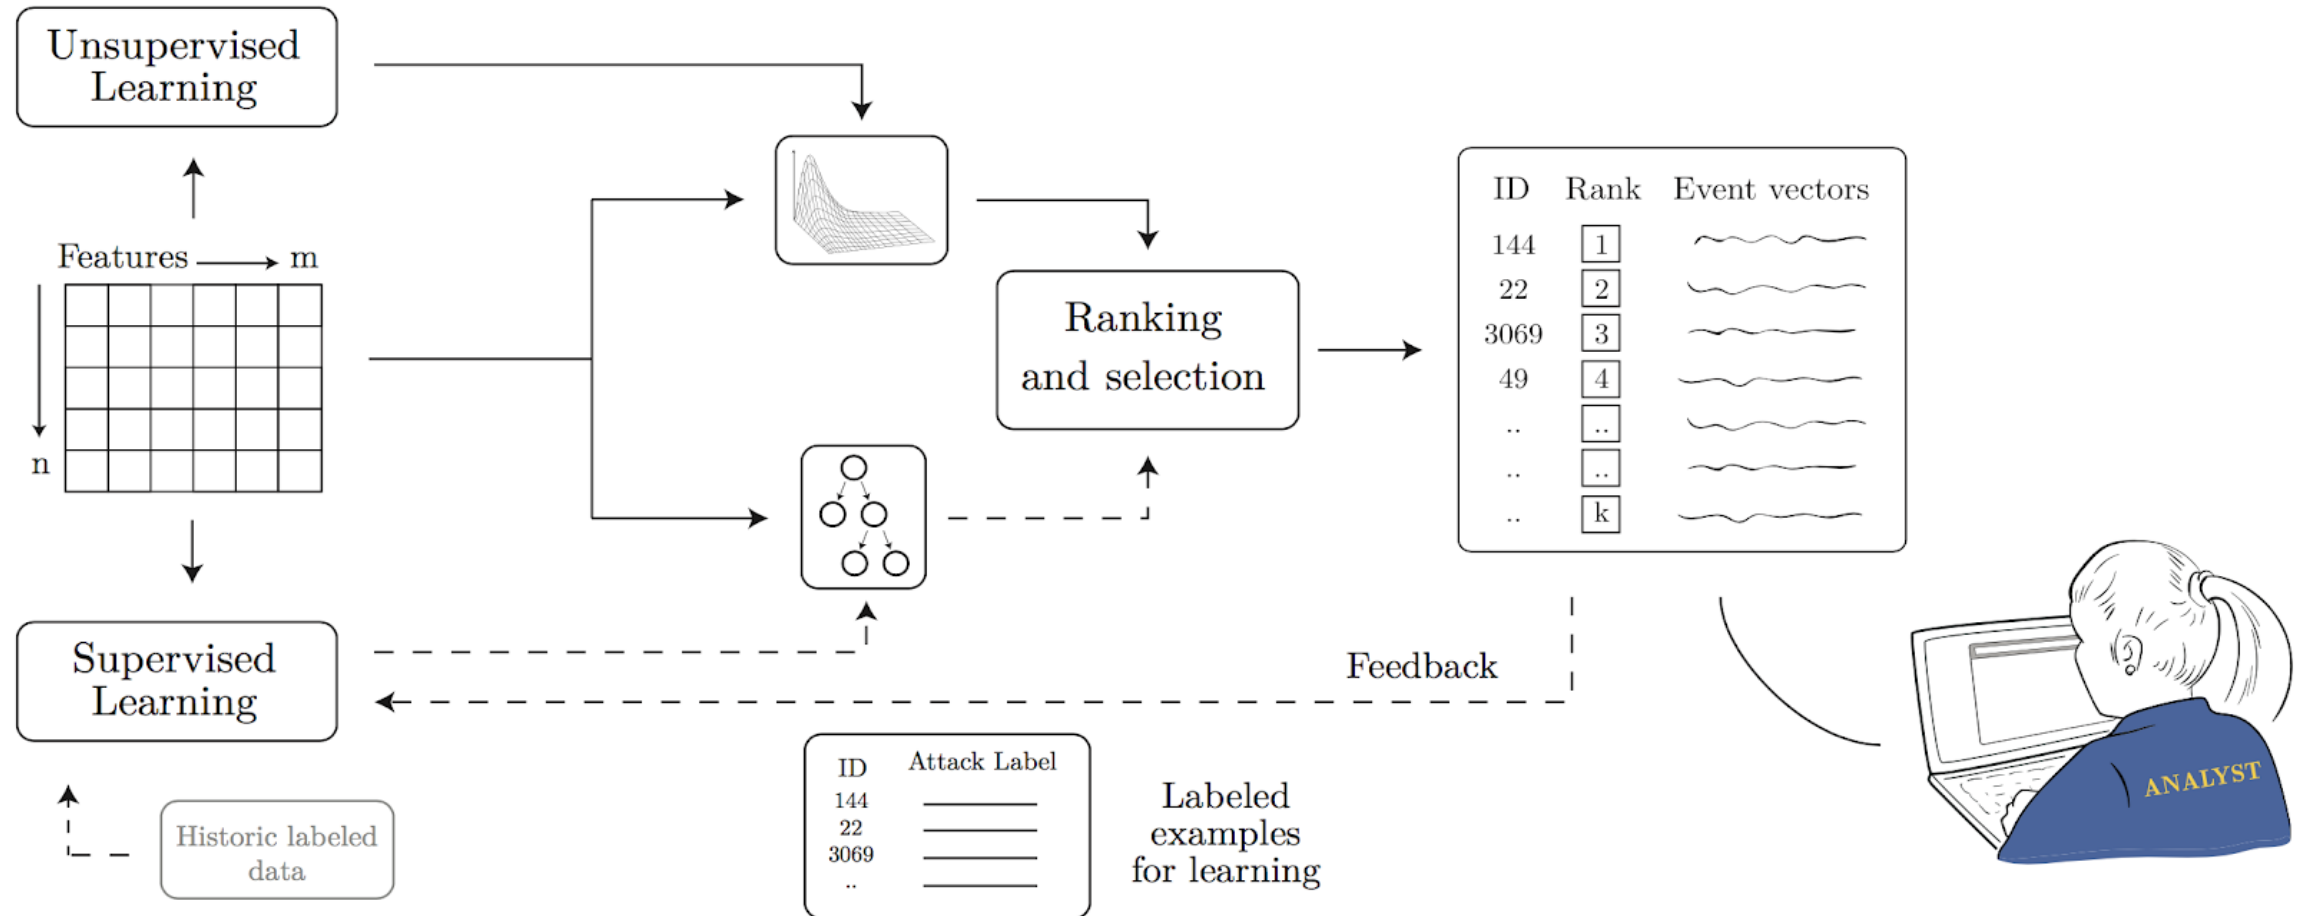 Unsupervised
Learning
Features m
n
Supervised
Learning
Historic labeled
data
Ranking
and selection
ID Rank Event vectors
144 1
22 2
3069 3
49 4
.. ..
.. ..
.. k
Feedback
ID Attack Label
144
22
3069
..
Labeled
examples
for learning
ANALYST